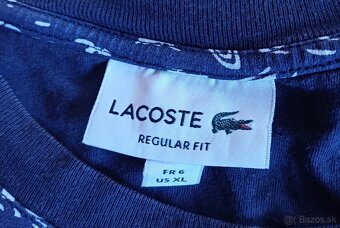 LACOSTE
REGULAR FIT
FR 6
US XL
Bazos.sk